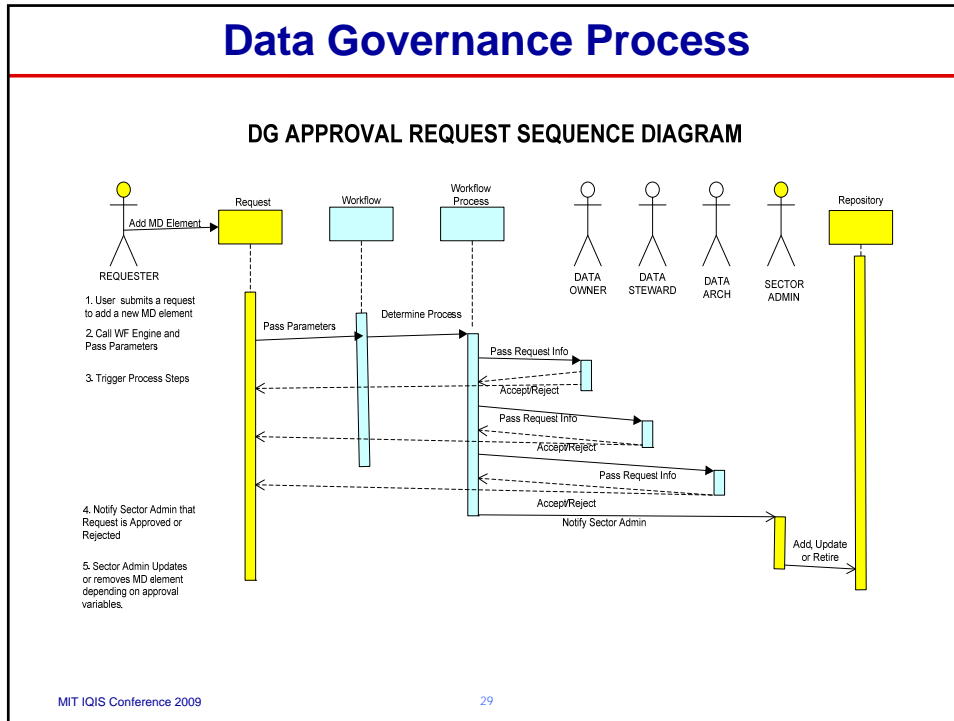 Data Governance Process
DG APPROVAL REQUEST SEQUENCE DIAGRAM
Add MD Element
REQUESTER
Request
Workflow
Workflow
Process
DATA
OWNER
DATA
STEWARD
DATA
ARCH
SECTOR
ADMIN
Repository
1. User submits a request
to add a new MD element
2. Call WF Engine and
Pass Parameters
3. Trigger Process Steps
Pass Parameters
Determine Process
Pass Request Info
Accept/Reject
Pass Request Info
Accept/Reject
Pass Request Info
Accept/Reject
4. Notify Sector Admin that
Request is Approved or
Rejected
Notify Sector Admin
Add, Update
or Retire
5. Sector Admin Updates
or removes MD element
depending on approval
variables.
MIT IQIS Conference 2009
29